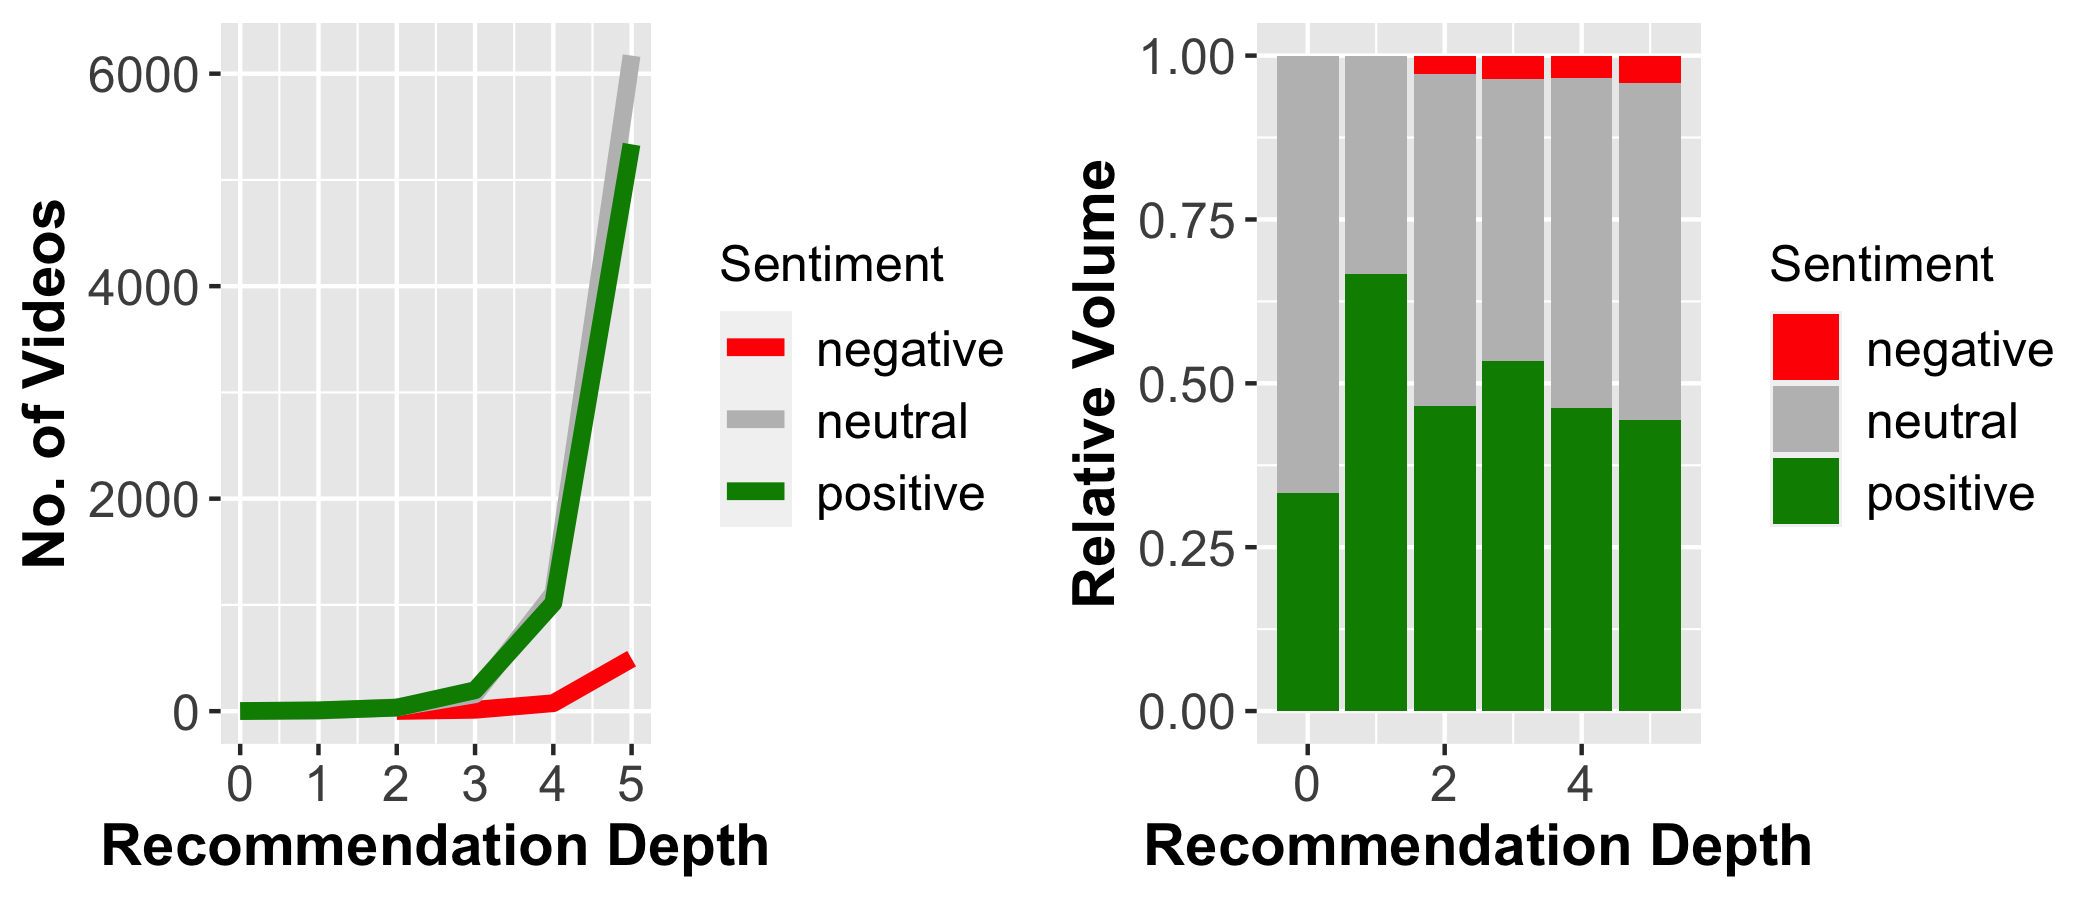 No. of Videos
6000
4000
2000
0
0 1 2 3 4 5
Recommendation Depth
Sentiment
negative
neutral
positive
Relative Volume
1.00
0.75
0.50
0.25
0.00
0 2 4
Recommendation Depth
Sentiment
negative
neutral
positive